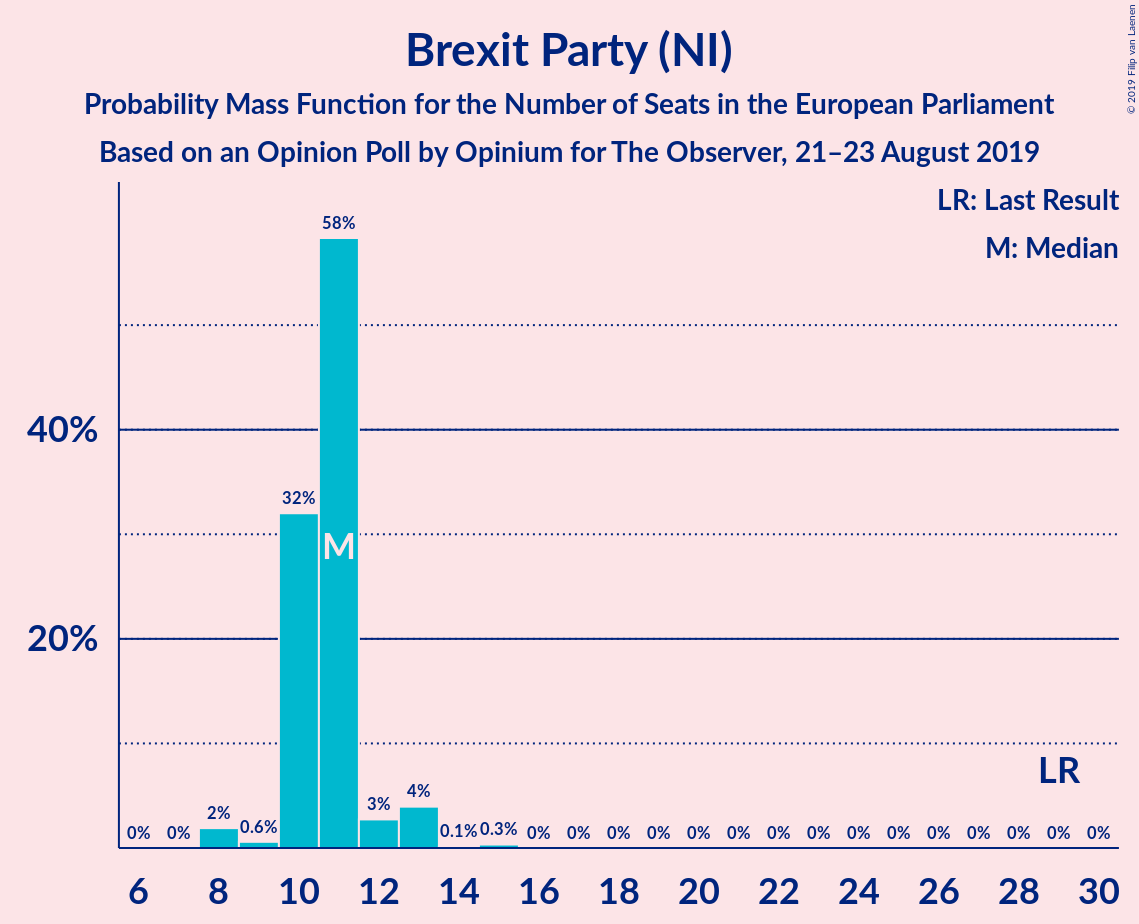 Brexit Party (NI)
Probability Mass Function for the Number of Seats in the European Parliament
Based on an Opinion Poll by Opinium for The Observer, 21–23 August 2019
© 2019 Filip van Laenen
LR: Last Result
M: Median
58%
40%
32%
M
20%
LR
0% 0% 2% 0.6% 3% 4% 0.1% 0.3% 0% 0% 0% 0% 0% 0% 0% 0% 0% 0% 0% 0% 0% 0% 0%
6 8 10 12 14 16 18 20 22 24 26 28 30